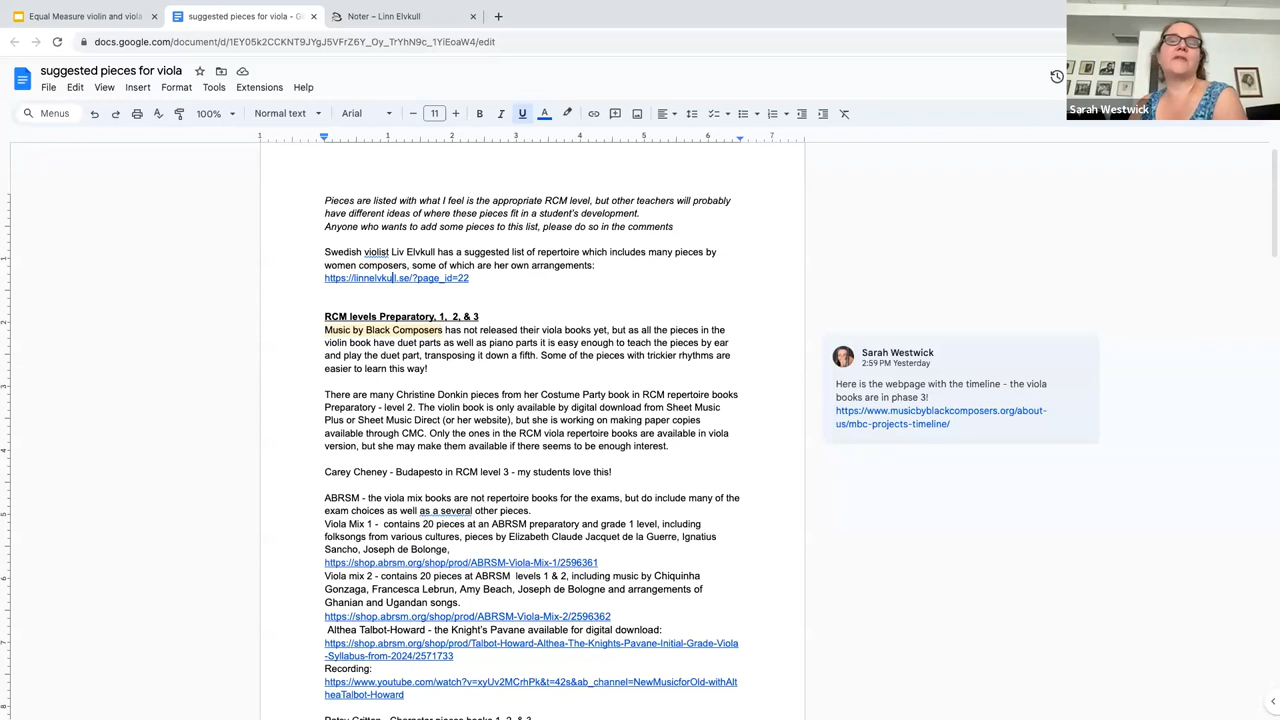 Equal Measure violin and viola
suggested pieces for viola - G
Noter – Linn Elvkull
docs.google.com/document/d/1EY05k2CCKNT9JYgJ5VFrZ6Y_Oy_TrYhN9c_1YiEoaW4/edit
suggested pieces for viola
File Edit View Insert Format Tools Extensions Help
Menus 100% Normal text Arial 11
Sarah Westwick
1 1 2 3 4 5 6 7
Pieces are listed with what I feel is the appropriate RCM level, but other teachers will probably
have different ideas of where these pieces fit in a student's development.
Anyone who wants to add some pieces to this list, please do so in the comments
Swedish violist Liv Elvkull has a suggested list of repertoire which includes many pieces by
women composers, some of which are her own arrangements:
https://linnelvkull.se/?page_id=22
RCM levels Preparatory, 1, 2, & 3
Music by Black Composers has not released their viola books yet, but as all the pieces in the
violin book have duet parts as well as piano parts it is easy enough to teach the pieces by ear
and play the duet part, transposing it down a fifth. Some of the pieces with trickier rhythms are
easier to learn this way!
There are many Christine Donkin pieces from her Costume Party book in RCM repertoire books
Preparatory - level 2. The violin book is only available by digital download from Sheet Music
Plus or Sheet Music Direct (or her website), but she is working on making paper copies
available through CMC. Only the ones in the RCM viola repertoire books are available in viola
version, but she may make them available if there seems to be enough interest.
Carey Cheney - Budapesto in RCM level 3 - my students love this!
ABRSM - the viola mix books are not repertoire books for the exams, but do include many of the
exam choices as well as a several other pieces.
Viola Mix 1 - contains 20 pieces at an ABRSM preparatory and grade 1 level, including
folksongs from various cultures, pieces by Elizabeth Claude Jacquet de la Guerre, Ignatius
Sancho, Joseph de Bolonge,
https://shop.abrsm.org/shop/prod/ABRSM-Viola-Mix-1/2596361
Viola mix 2 - contains 20 pieces at ABRSM levels 1 & 2, including music by Chiquinha
Gonzaga, Francesca Lebrun, Amy Beach, Joseph de Bologne and arrangements of
Ghanian and Ugandan songs.
https://shop.abrsm.org/shop/prod/ABRSM-Viola-Mix-2/2596362
Althea Talbot-Howard - the Knight's Pavane available for digital download:
https://shop.abrsm.org/shop/prod/Talbot-Howard-Althea-The-Knights-Pavane-Initial-Grade-Viola
-Syllabus-from-2024/2571733
Recording:
https://www.youtube.com/watch?v=xyUv2MCrhPk&t=42s&ab_channel=NewMusicforOld-withAlt
heaTalbot-Howard
Sarah Westwick
2:59 PM Yesterday
Here is the webpage with the timeline - the viola
books are in phase 3!
https://www.musicbyblackcomposers.org/about-
us/mbc-projects-timeline/